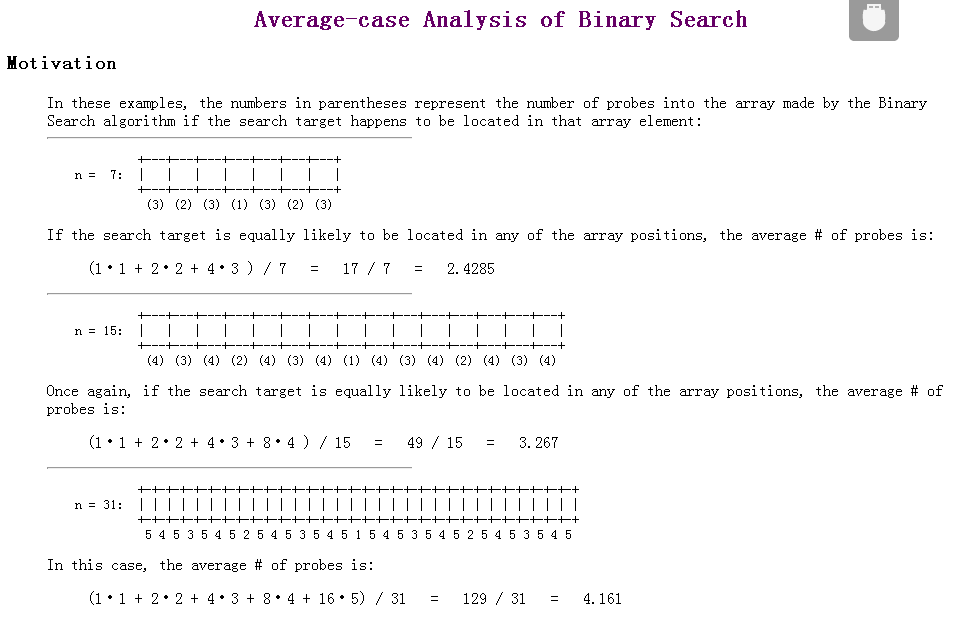 Average-case Analysis of Binary Search
Motivation
In these examples, the numbers in parentheses represent the number of probes into the array made by the Binary
Search algorithm if the search target happens to be located in that array element:
+---+---+---+---+---+---+---+
n =  7: |   |   |   |   |   |   |   |
+---+---+---+---+---+---+---+
(3) (2) (3) (1) (3) (2) (3)
If the search target is equally likely to be located in any of the array positions, the average # of probes is:
(1•1 + 2•2 + 4•3 ) / 7  =  17 / 7  =  2.4285
+---+---+---+---+---+---+---+---+---+---+---+---+---+---+---+
n = 15: |   |   |   |   |   |   |   |   |   |   |   |   |   |   |   |
+---+---+---+---+---+---+---+---+---+---+---+---+---+---+---+
(4) (3) (4) (2) (4) (3) (4) (1) (4) (3) (4) (2) (4) (3) (4)
Once again, if the search target is equally likely to be located in any of the array positions, the average # of
probes is:
(1•1 + 2•2 + 4•3 + 8•4 ) / 15  =  49 / 15  =  3.267
+-+-+-+-+-+-+-+-+-+-+-+-+-+-+-+-+-+-+-+-+-+-+-+-+-+-+-+-+-+-+-+
n = 31: | | | | | | | | | | | | | | | | | | | | | | | | | | | | | | | |
+-+-+-+-+-+-+-+-+-+-+-+-+-+-+-+-+-+-+-+-+-+-+-+-+-+-+-+-+-+-+-+
5 4 5 3 5 4 5 2 5 4 5 3 5 4 5 1 5 4 5 3 5 4 5 2 5 4 5 3 5 4 5
In this case, the average # of probes is:
(1•1 + 2•2 + 4•3 + 8•4 + 16•5) / 31  =  129 / 31  =  4.161